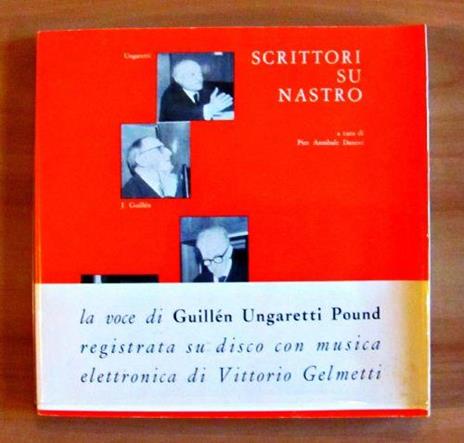 Ungaretti
SCRITTORI
SU
NASTRO
a cura di
Pier Annibale Danovi
J. Guillén
la voce di Guillén Ungaretti Pound
registrata su disco con musica
elettronica di Vittorio Gelmetti